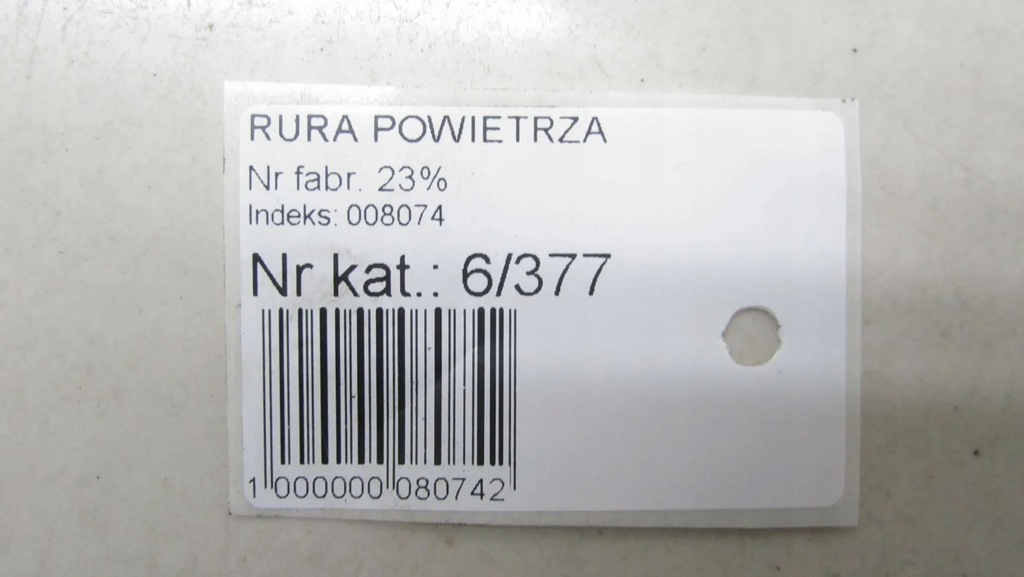 RURA POWIETRZA
Nr fabr. 23%
Indeks: 008074
Nr kat.: 6/377
1 000000 080742